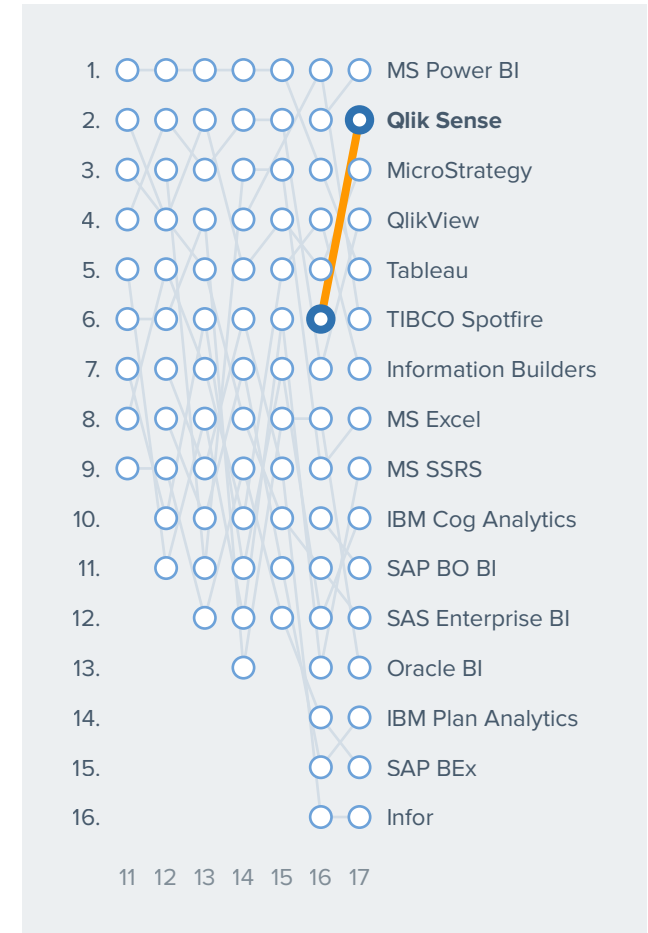 1. MS Power BI
2. Qlik Sense
3. MicroStrategy
4. QlikView
5. Tableau
6. TIBCO Spotfire
7. Information Builders
8. MS Excel
9. MS SSRS
10. IBM Cog Analytics
11. SAP BO BI
12. SAS Enterprise BI
13. Oracle BI
14. IBM Plan Analytics
15. SAP BEx
16. Infor
11 12 13 14 15 16 17